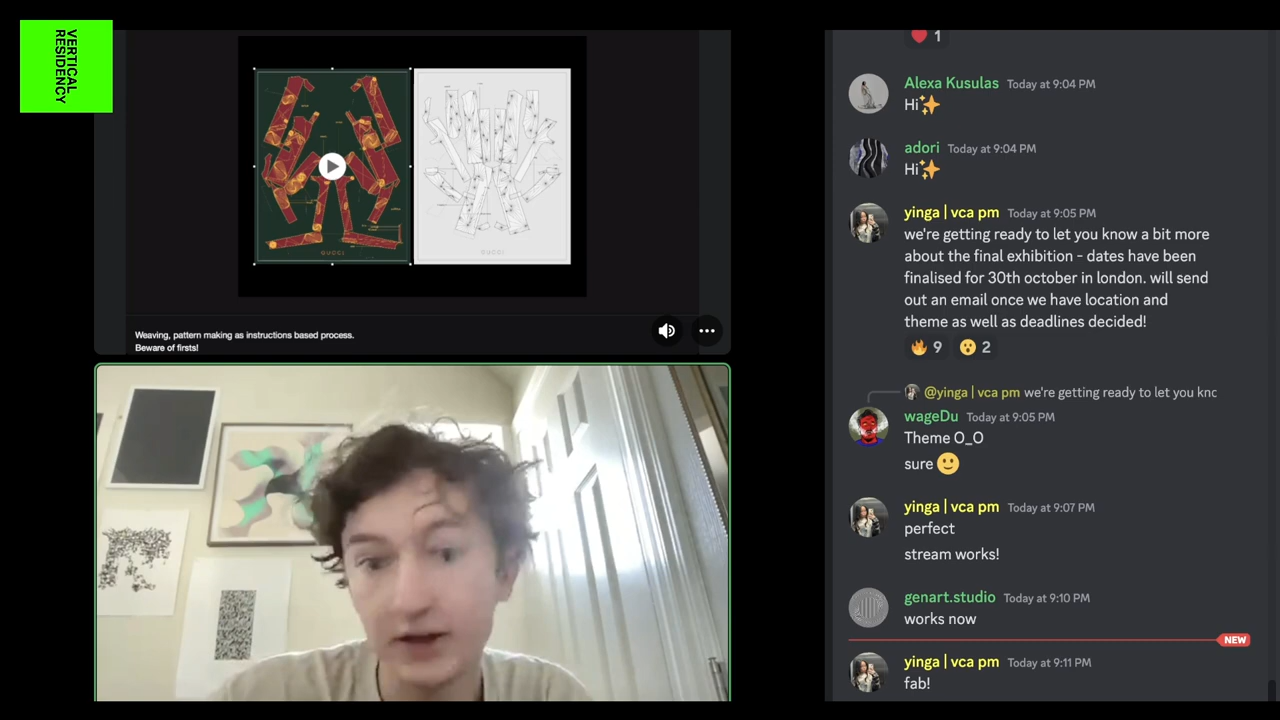 VERTICAL
RESIDENCY
GUCCI
GUCCI
Weaving, pattern making as instructions based process.
Beware of firsts!
1
Alexa Kusulas Today at 9:04 PM
Hi✨
adori Today at 9:04 PM
Hi✨
yinga | vca pm Today at 9:05 PM
we're getting ready to let you know a bit more
about the final exhibition - dates have been
finalised for 30th october in london. will send
out an email once we have location and
theme as well as deadlines decided!
🔥 9 😮 2
@yinga | vca pm we're getting ready to let you knc
wageDu Today at 9:05 PM
Theme O_O
sure 🙂
yinga | vca pm Today at 9:07 PM
perfect
stream works!
genart.studio Today at 9:10 PM
works now
NEW
yinga | vca pm Today at 9:11 PM
fab!